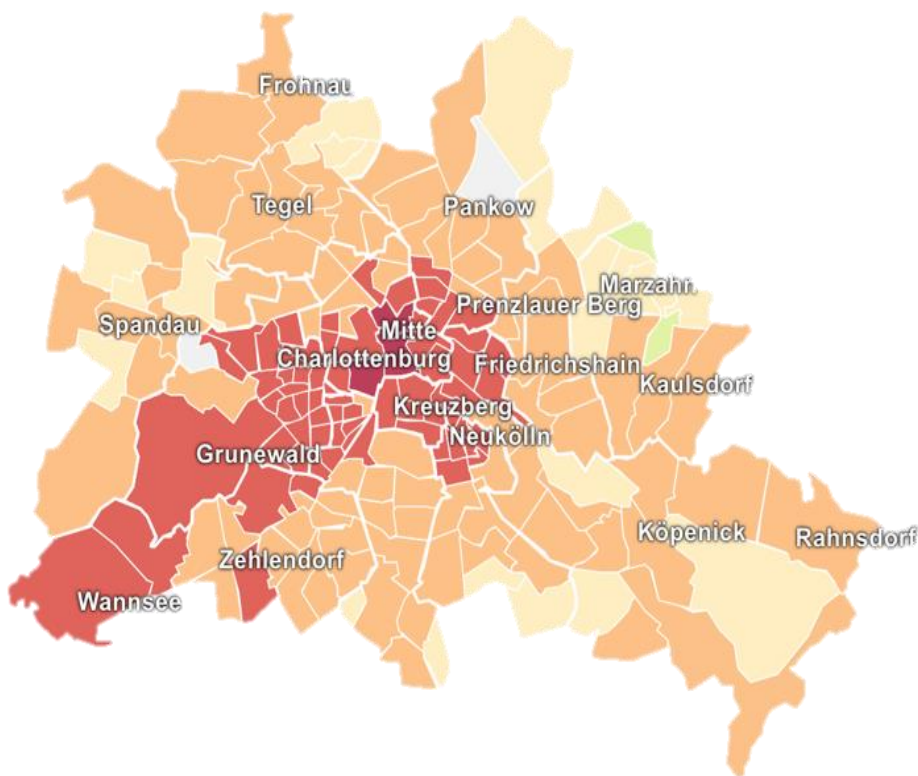 Frohnau
Tegel
Pankow
Marzahn
Prenzlauer Berg
Spandau
Mitte
Charlottenburg
Friedrichshain
Kaulsdorf
Kreuzberg
Neukölln
Grunewald
Köpenick
Rahnsdorf
Zehlendorf
Wannsee